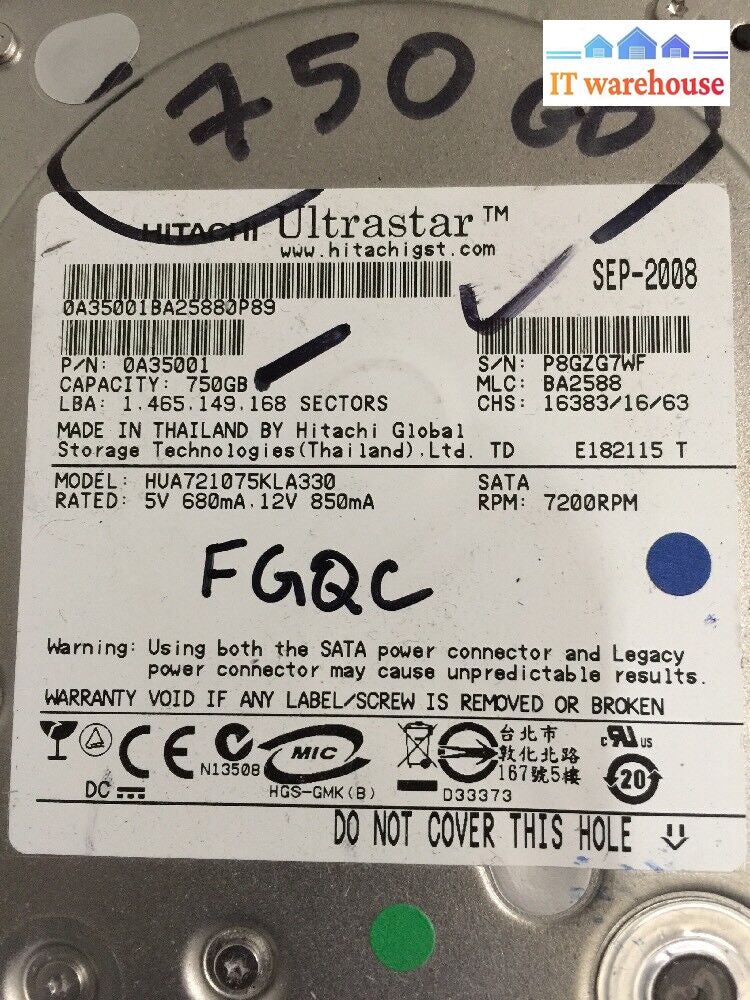 IT warehouse
750 GB
HITACHI Ultrastar™
www.hitachigst.com
SEP-2008
0A35001BA25880P89
P/N: 0A35001
S/N: P8GZG7WF
CAPACITY: 750GB
MLC: BA2588
LBA: 1,465,149,168 SECTORS
CHS: 16383/16/63
MADE IN THAILAND BY Hitachi Global
Storage Technologies(Thailand),Ltd. TD E182115 T
MODEL: HUA721075KLA330
SATA
RATED: 5V 680mA,12V 850mA
RPM: 7200RPM
FGQC
Warning: Using both the SATA power connector and Legacy
power connector may cause unpredictable results.
WARRANTY VOID IF ANY LABEL/SCREW IS REMOVED OR BROKEN
CE
N13508
MIC
HGS-GMK(B)
DC
D33373
台北市
敦化北路
167號5樓
c RU us
20
DO NOT COVER THIS HOLE